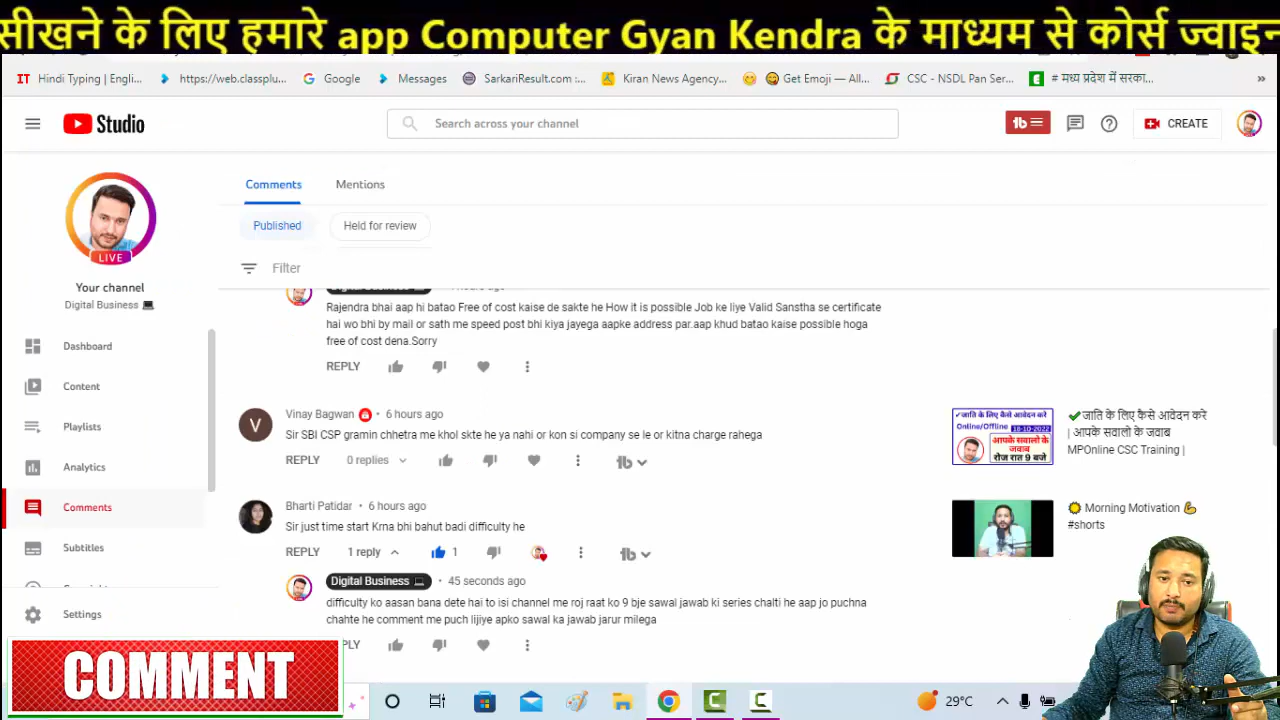 सीखने के लिए हमारे app Computer Gyan Kendra के माध्यम से कोर्स ज्वाइन
Hindi Typing | Engli...
https://web.classplu...
Google
Messages
SarkariResult.com :...
Kiran News Agency...
Get Emoji — All...
CSC - NSDL Pan Ser...
# मध्य प्रदेश में सरका...
»
Studio
Search across your channel
CREATE
LIVE
Your channel
Digital Business
Dashboard
Content
Playlists
Analytics
Comments
Subtitles
Settings
COMMENT
Comments
Mentions
Published
Held for review
Filter
Rajendra bhai aap hi batao Free of cost kaise de sakte he How it is possible Job ke liye Valid Sanstha se certificate
hai wo bhi by mail or sath me speed post bhi kiya jayega aapke address par.aap khud batao kaise possible hoga
free of cost dena.Sorry
REPLY
V
Vinay Bagwan • 6 hours ago
Sir SBI CSP gramin chhetra me khol skte he ya nahi or kon si company se le or kitna charge rahega
REPLY 0 replies
Bharti Patidar • 6 hours ago
Sir just time start Krna bhi bahut badi difficulty he
REPLY 1 reply 1
Digital Business • 45 seconds ago
difficulty ko aasan bana dete hai to isi channel me roj raat ko 9 bje sawal jawab ki series chalti he aap jo puchna
chahte he comment me puch lijiye apko sawal ka jawab jarur milega
✔जाति के लिए कैसे आवेदन करे
Online/Offline 16-10-2022
आपके सवालो के
जवाब
रोज रात 9 बजे
✔जाति के लिए कैसे आवेदन करे
| आपके सवालो के जवाब
MPOnline CSC Training |
Morning Motivation
#shorts
29°C